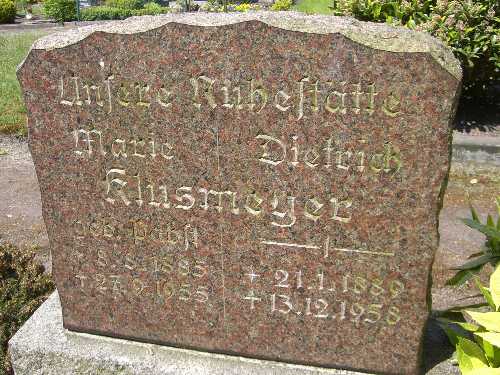 Unsere Ruhestätte
Marie Dietrich
Klusmeyer
geb. Pabst
* 8.8.1885 + 21.1.1889
+ 27.9.1955 + 13.12.1958